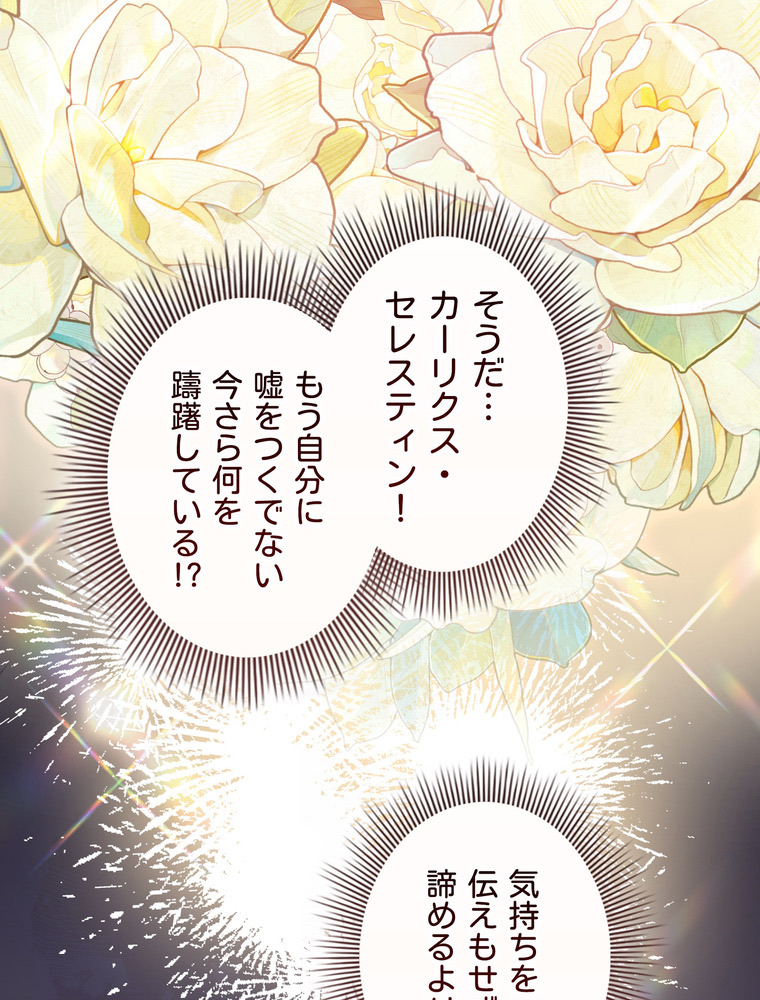 そうだ…
カーリクス・
セレスティン！
もう自分に
嘘をつくでない
今さら何を
躊躇している!?
気持ちを
伝えもせず
諦めるよ